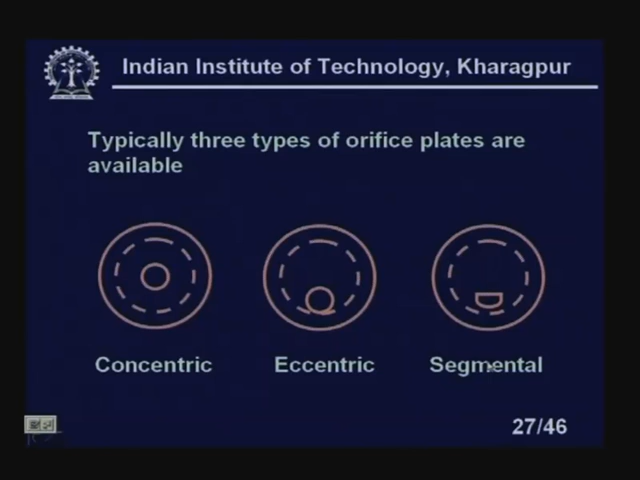 Indian Institute of Technology, Kharagpur
Typically three types of orifice plates are
available
Concentric Eccentric Segmental
27/46